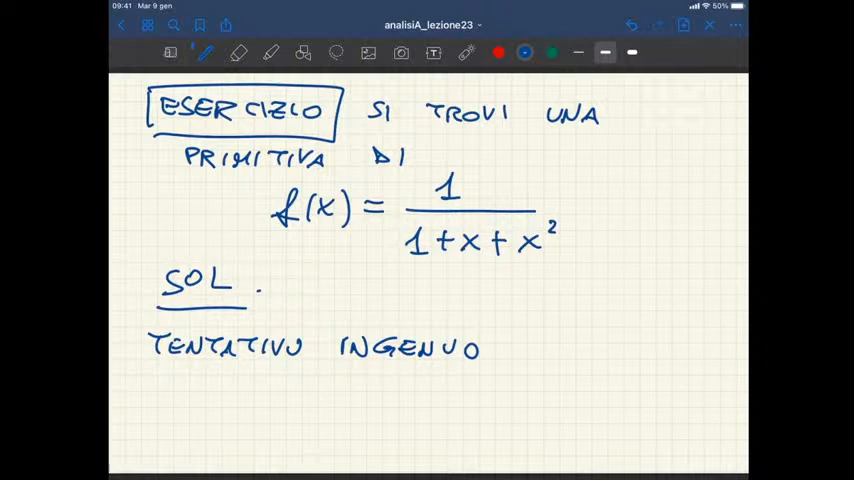 09:41 Mar 9 gen
50%
analisiA_lezione23
ESERCIZIO SI TROVI UNA
PRIMITIVA DI
f(x) = 1 / (1+x+x²)
SOL.
TENTATIVO INGENUO